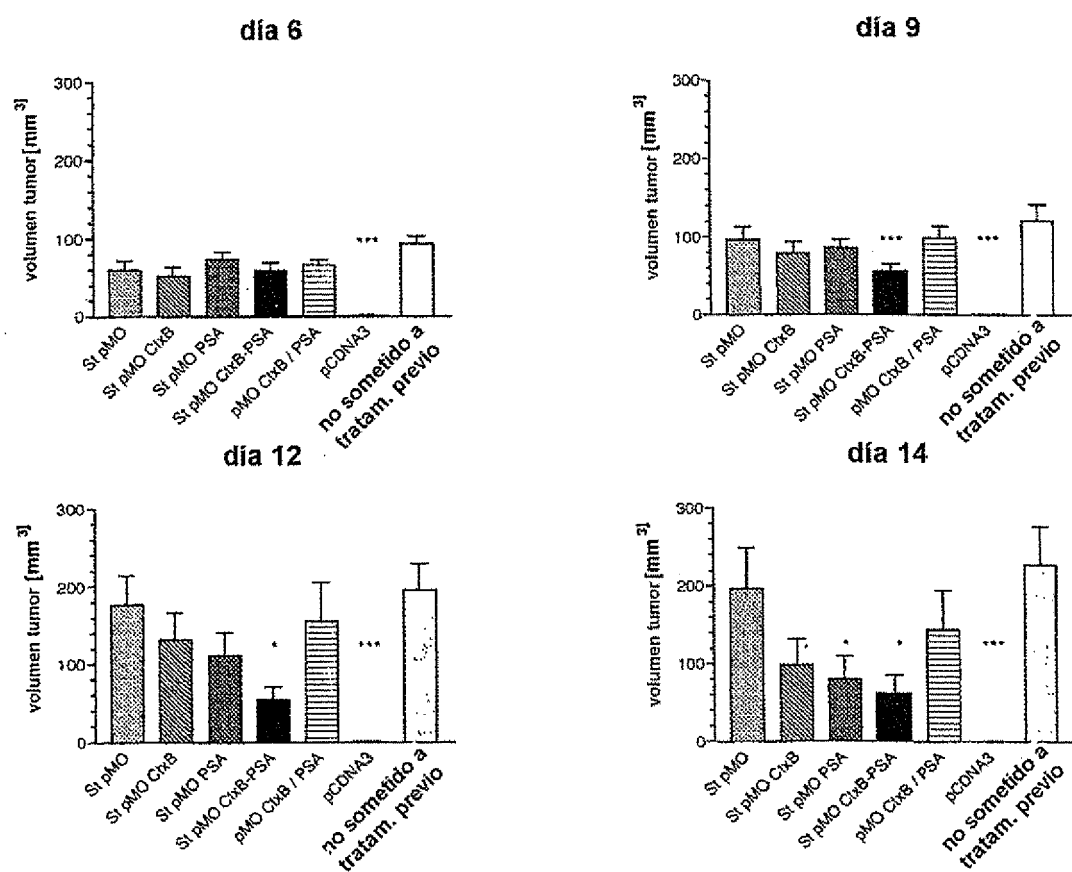 día 6
volumen tumor [mm3]
300
200
100
0
***
St pMO
St pMO CtxB
St pMO PSA
St pMO CtxB-PSA
pMO CtxB / PSA
pCDNA3
no sometido a
tratam. previo
día 9
volumen tumor [mm3]
300
200
100
0
***
***
St pMO
St pMO CtxB
St pMO PSA
St pMO CtxB-PSA
pMO CtxB / PSA
pCDNA3
no sometido a
tratam. previo
día 12
volumen tumor [mm3]
300
200
100
0
*
***
St pMO
St pMO CtxB
St pMO PSA
St pMO CtxB-PSA
pMO CtxB / PSA
pCDNA3
no sometido a
tratam. previo
día 14
volumen tumor [mm3]
300
200
100
0
*
*
***
St pMO
St pMO CtxB
St pMO PSA
St pMO CtxB-PSA
pMO CtxB / PSA
pCDNA3
no sometido a
tratam. previo